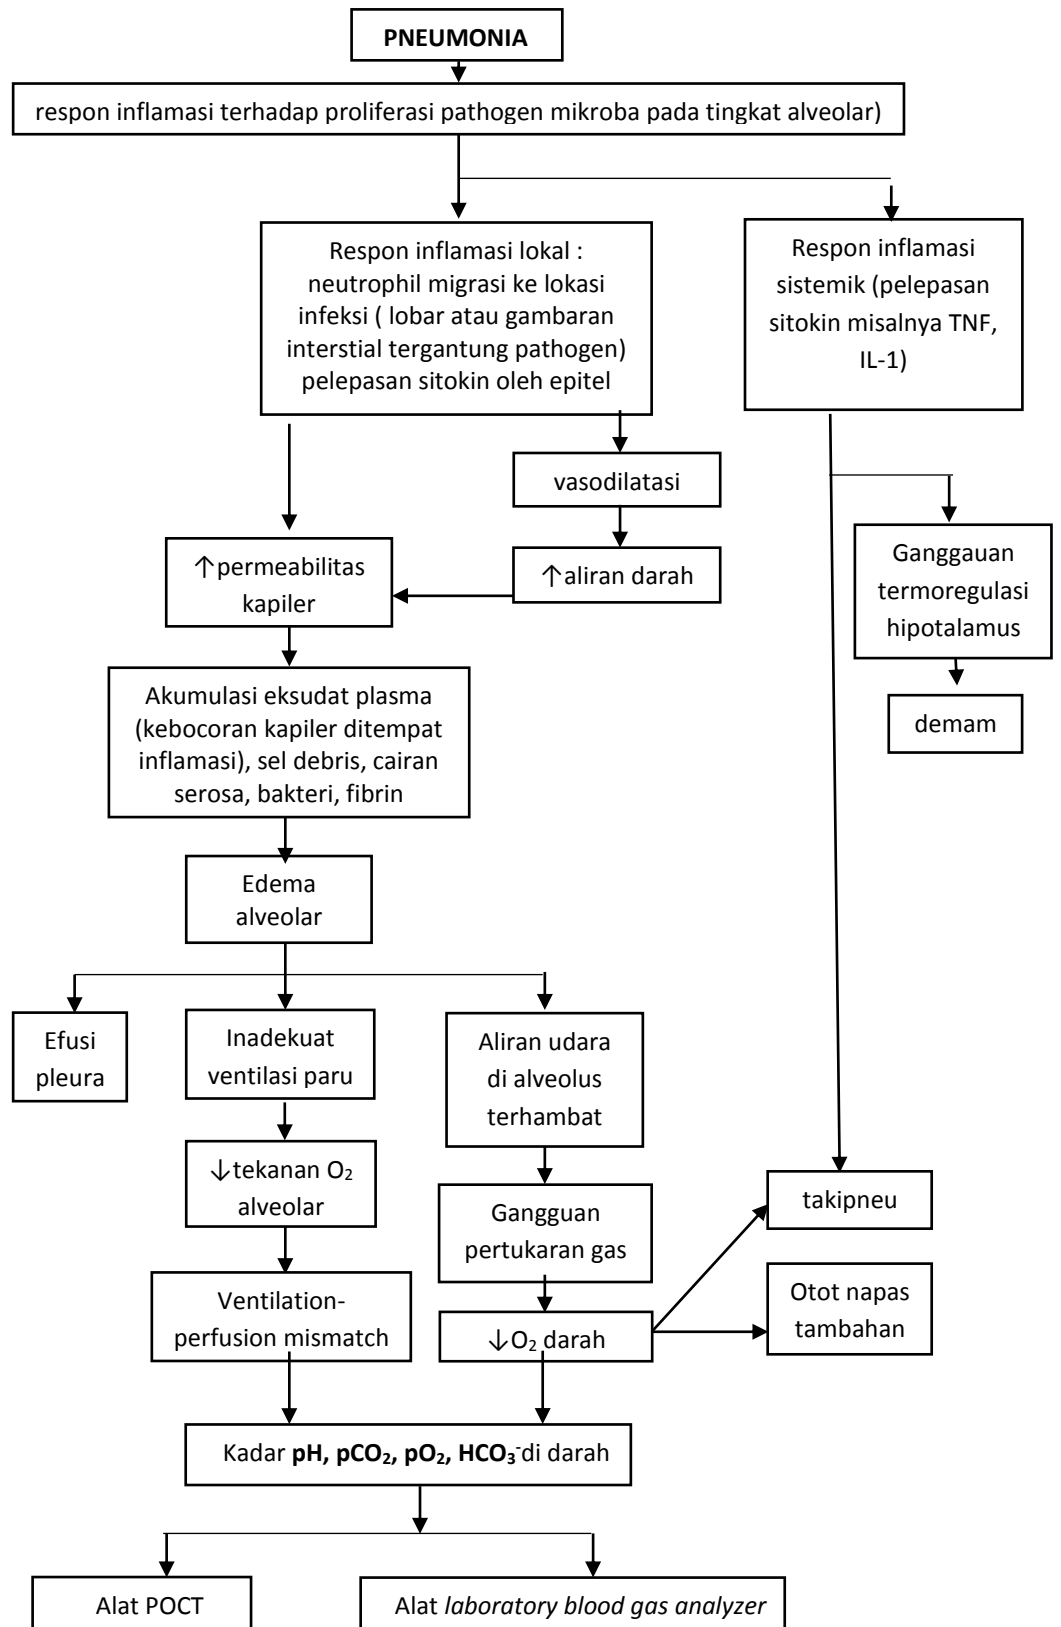 PNEUMONIA
respon inflamasi terhadap proliferasi pathogen mikroba pada tingkat alveolar)
Respon inflamasi lokal :
neutrophil migrasi ke lokasi
infeksi ( lobar atau gambaran
interstial tergantung pathogen)
pelepasan sitokin oleh epitel
Respon inflamasi
sistemik (pelepasan
sitokin misalnya TNF,
IL-1)
vasodilatasi
↑aliran darah
↑permeabilitas
kapiler
Ganggauan
termoregulasi
hipotalamus
demam
Akumulasi eksudat plasma
(kebocoran kapiler ditempat
inflamasi), sel debris, cairan
serosa, bakteri, fibrin
Edema
alveolar
Efusi
pleura
Inadekuat
ventilasi paru
Aliran udara
di alveolus
terhambat
↓tekanan O₂
alveolar
Gangguan
pertukaran gas
takipneu
Ventilation-
perfusion mismatch
↓O₂ darah
Otot napas
tambahan
Kadar pH, pCO₂, pO₂, HCO₃⁻di darah
Alat POCT
Alat laboratory blood gas analyzer